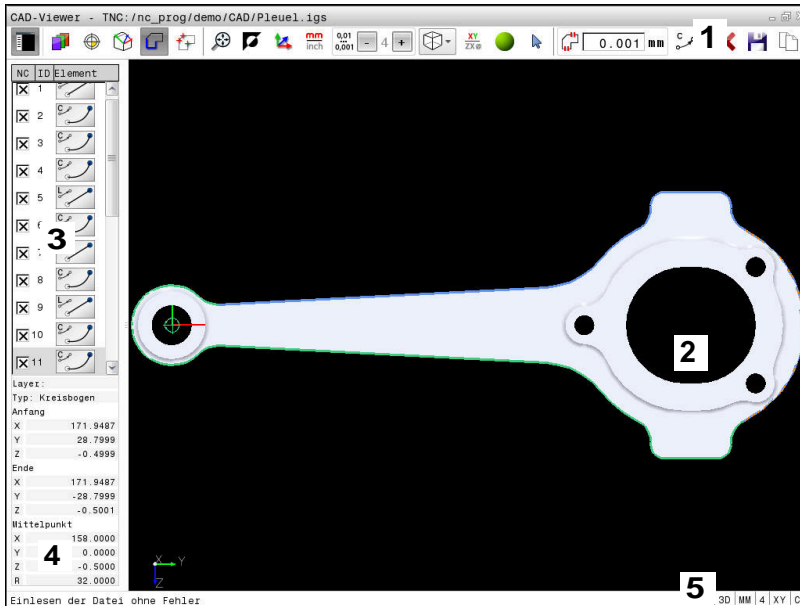 CAD-Viewer - TNC:/nc_prog/demo/CAD/Pleuel.igs
mm
inch
0,01
0,001
- 4 +
XY
ZXø
0.001 mm
C
1
NC ID Element
1
2 C
3 C
4 C
5 L
6 C
7
8 C
9 L
10 C
11 C
3
2
Layer:
Typ: Kreisbogen
Anfang
X 171.9487
Y 28.7999
Z -0.4999
Ende
X 171.9487
Y -28.7999
Z -0.5001
Mittelpunkt
X 158.0000
Y 0.0000
Z -0.5000
R 32.0000
4
X Y
Z
5
Einlesen der Datei ohne Fehler
3D MM 4 XY C